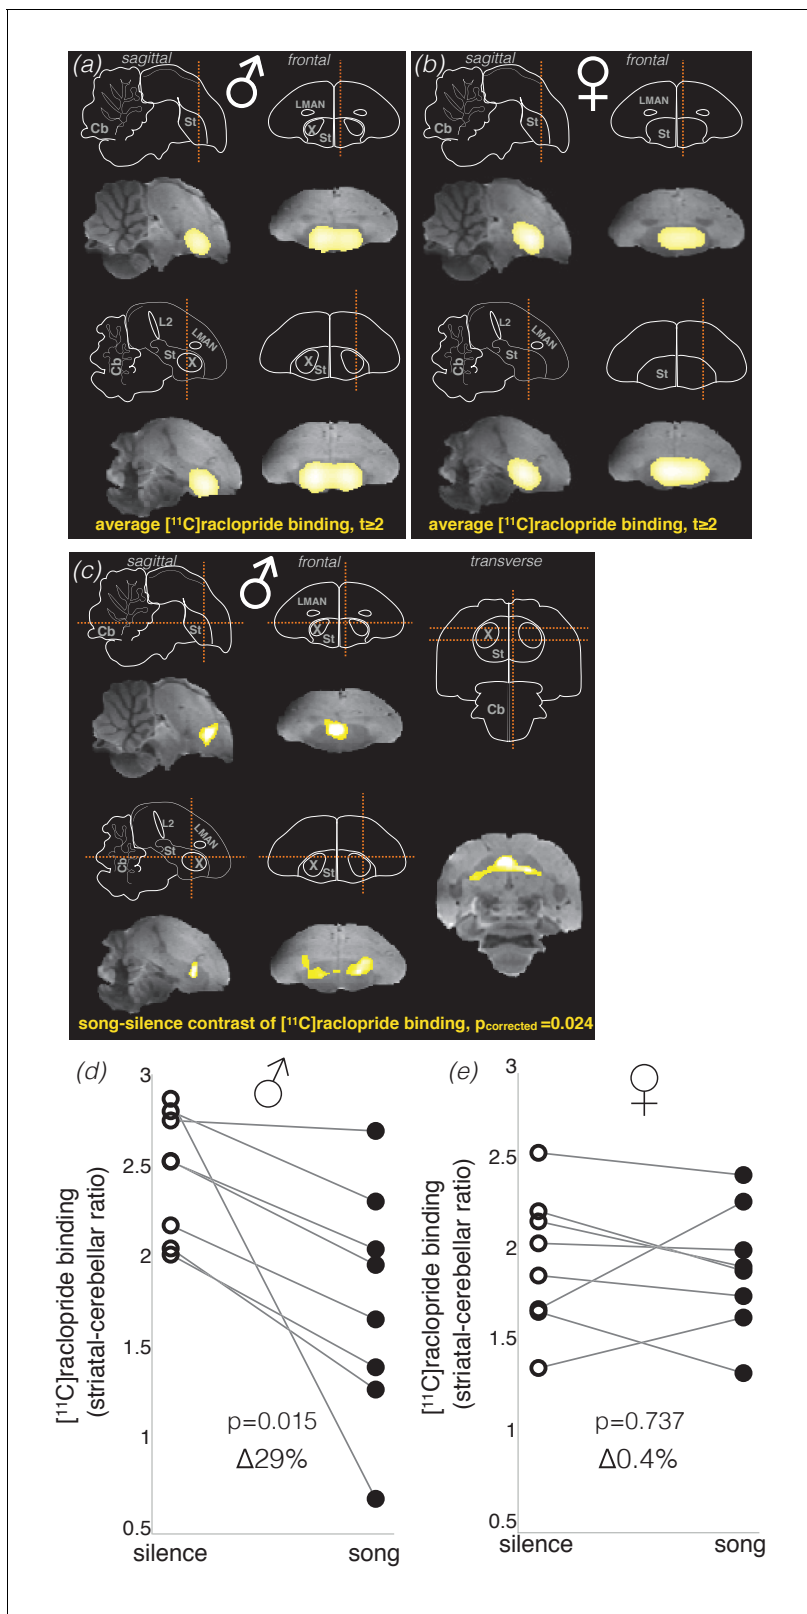 (a) sagittal ♂ frontal
LMAN
Cb St X St
L2
LMAN
Cb St X X St
average [¹¹C]raclopride binding, t≥2
(b) sagittal ♀ frontal
LMAN
Cb St St
L2
LMAN
Cb St St
average [¹¹C]raclopride binding, t≥2
(c) sagittal ♂ frontal transverse
LMAN
Cb St X St
X
St
Cb
L2
LMAN
Cb St X X St
song-silence contrast of [¹¹C]raclopride binding, pcorrected =0.024
(d) ♂
[¹¹C]raclopride binding
(striatal-cerebellar ratio)
3
2.5
2
1.5
1
0.5
p=0.015
Δ29%
silence song
(e) ♀
[¹¹C]raclopride binding
(striatal-cerebellar ratio)
3
2.5
2
1.5
1
0.5
p=0.737
Δ0.4%
silence song